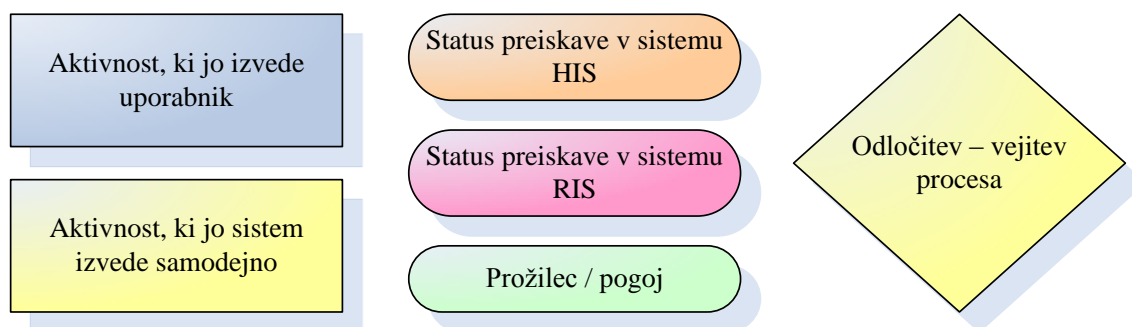 Aktivnost, ki jo izvede
uporabnik
Aktivnost, ki jo sistem
izvede samodejno
Status preiskave v sistemu
HIS
Status preiskave v sistemu
RIS
Prožilec / pogoj
Odločitev – vejitev
procesa